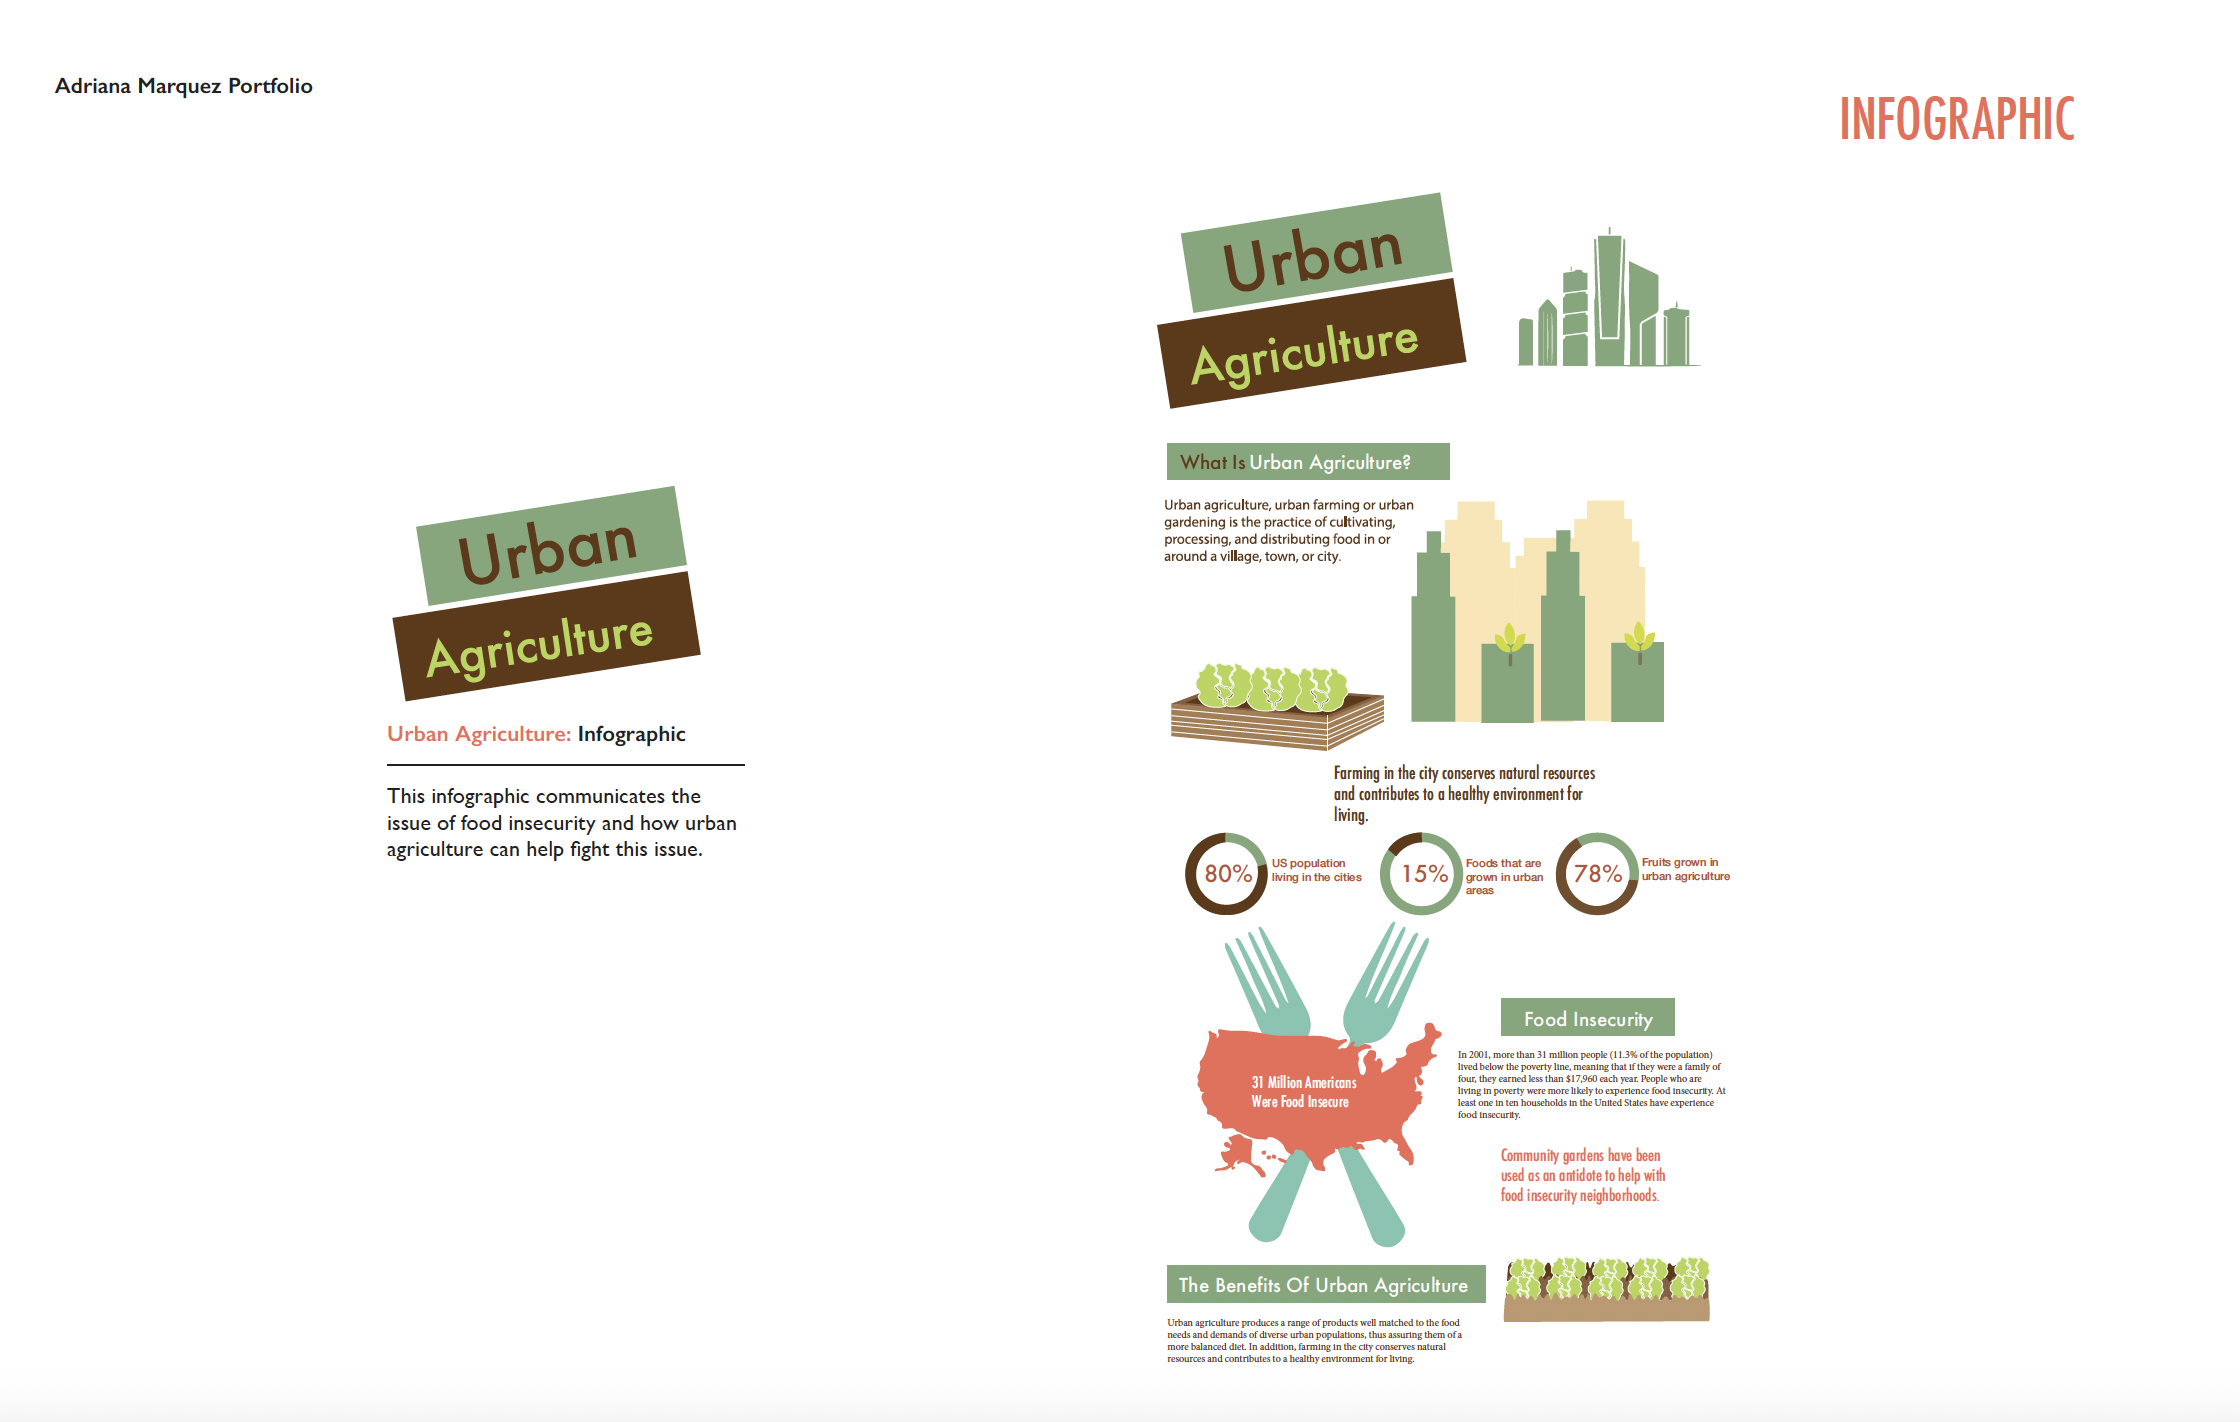 Adriana Marquez Portfolio
INFOGRAPHIC
Urban
Agriculture
Urban Agriculture: Infographic
This infographic communicates the
issue of food insecurity and how urban
agriculture can help fight this issue.
Urban
Agriculture
What Is Urban Agriculture?
Urban agriculture, urban farming or urban
gardening is the practice of cultivating,
processing, and distributing food in or
around a village, town, or city.
Farming in the city conserves natural resources
and contributes to a healthy environment for
living.
80%
US population
living in the cities
15%
Foods that are
grown in urban
areas
78%
Fruits grown in
urban agriculture
31 Million Americans
Were Food Insecure
Food Insecurity
In 2001, more than 31 million people (11.3% of the population)
lived below the poverty line, meaning that if they were a family of
four, they earned less than $17,960 each year. People who are
living in poverty were more likely to experience food insecurity. At
least one in ten households in the United States have experience
food insecurity.
Community gardens have been
used as an antidote to help with
food insecurity neighborhoods.
The Benefits Of Urban Agriculture
Urban agriculture produces a range of products well matched to the food
needs and demands of diverse urban populations, thus assuring them of a
more balanced diet. In addition, farming in the city conserves natural
resources and contributes to a healthy environment for living.